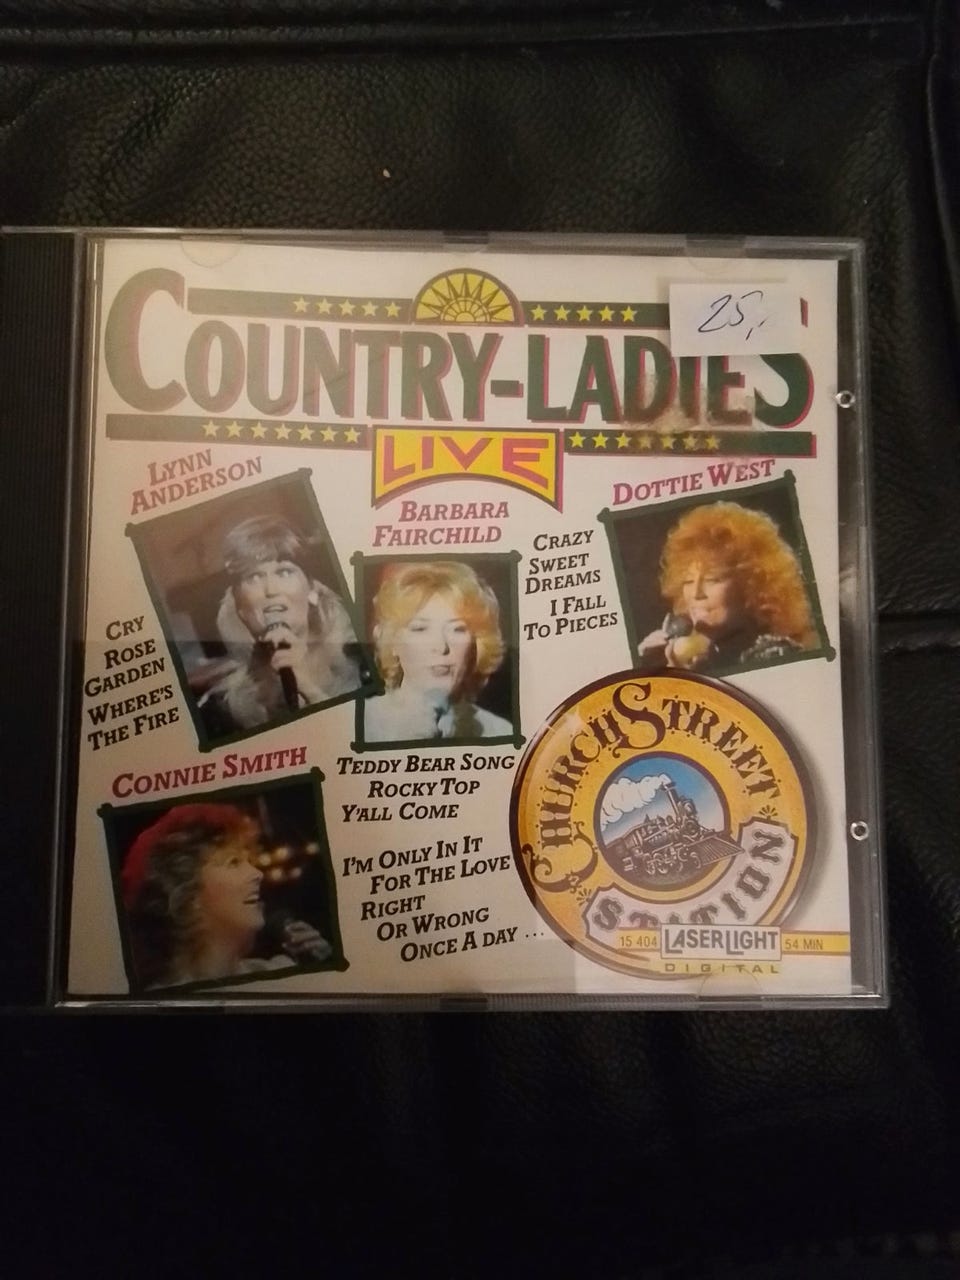 COUNTRY-LADIES
25,-
LIVE
LYNN
ANDERSON
BARBARA
FAIRCHILD
DOTTIE WEST
CRY
ROSE
GARDEN
WHERE'S
THE FIRE
CRAZY
SWEET
DREAMS
I FALL
TO PIECES
CONNIE SMITH
TEDDY BEAR SONG
ROCKY TOP
Y'ALL COME
I'M ONLY IN IT
FOR THE LOVE
RIGHT
OR WRONG
ONCE A DAY ...
CHURCH STREET
STATION
15 404 LASERLIGHT 54 MIN
DIGITAL